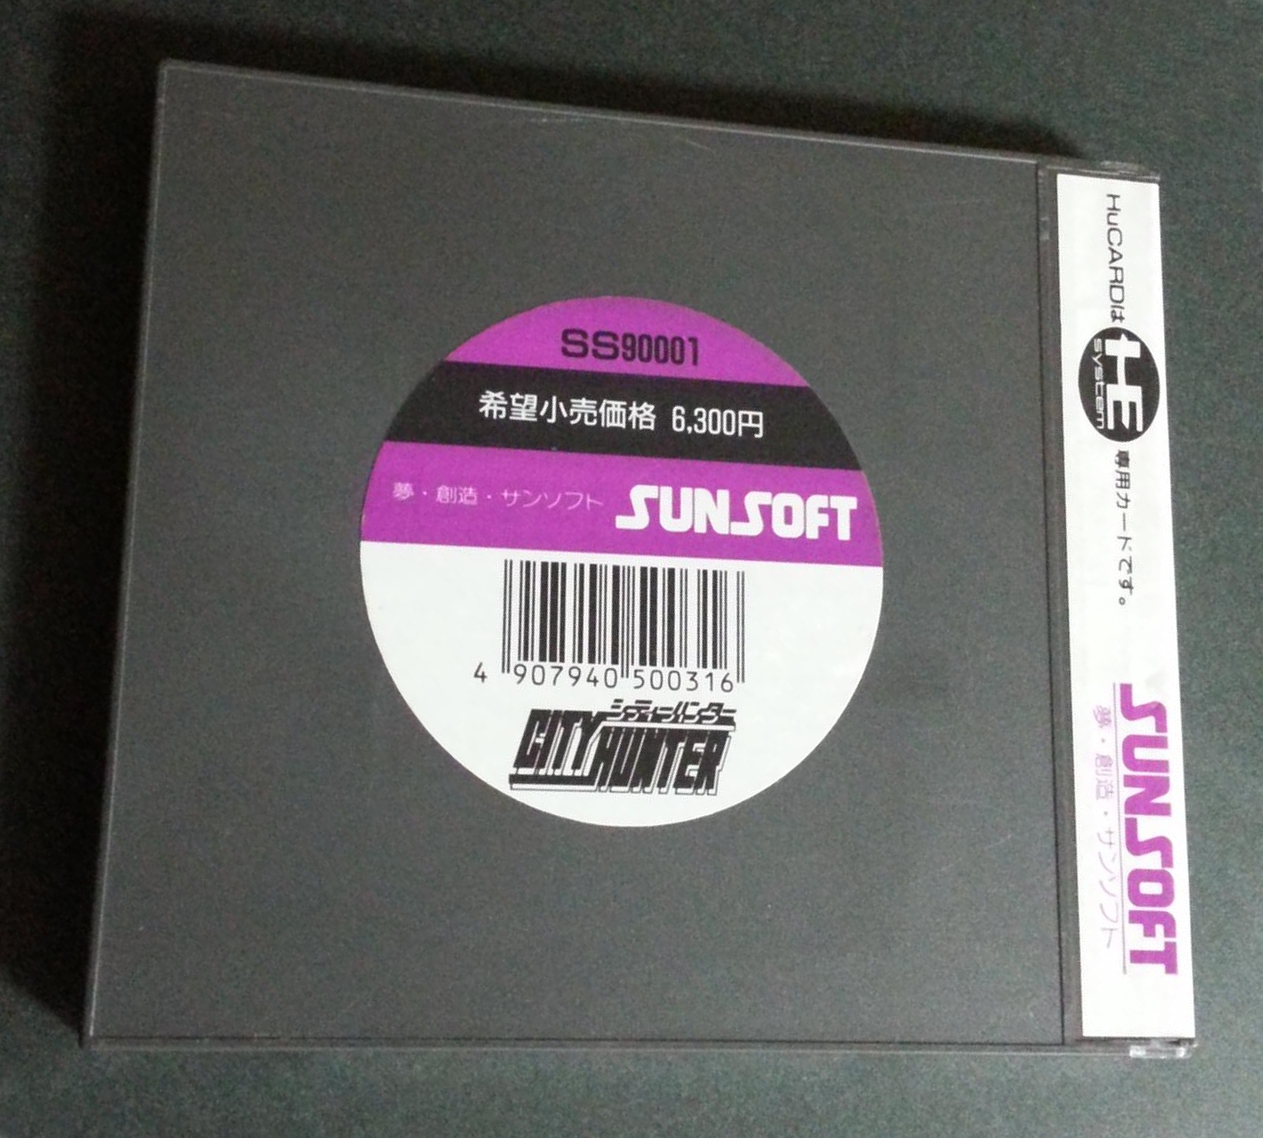 SS90001
希望小売価格 6,300円
夢・創造・サンソフト SUNSOFT
4 907940 500316
シティーハンター
CITY HUNTER
HuCARDは HE system 専用カードです。
SUNSOFT
夢・創造・サンソフト